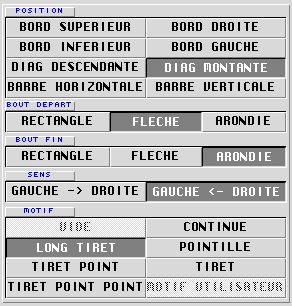 POSITION
BORD SUPERIEUR BORD DROITE
BORD INFERIEUR BORD GAUCHE
DIAG DESCENDANTE DIAG MONTANTE
BARRE HORIZONTALE BARRE VERTICALE
BOUT DEPART
RECTANGLE FLECHE ARONDIE
BOUT FIN
RECTANGLE FLECHE ARONDIE
SENS
GAUCHE -> DROITE GAUCHE <- DROITE
MOTIF
VIDE CONTINUE
LONG TIRET POINTILLE
TIRET POINT TIRET
TIRET POINT POINT MOTIF UTILISATEUR